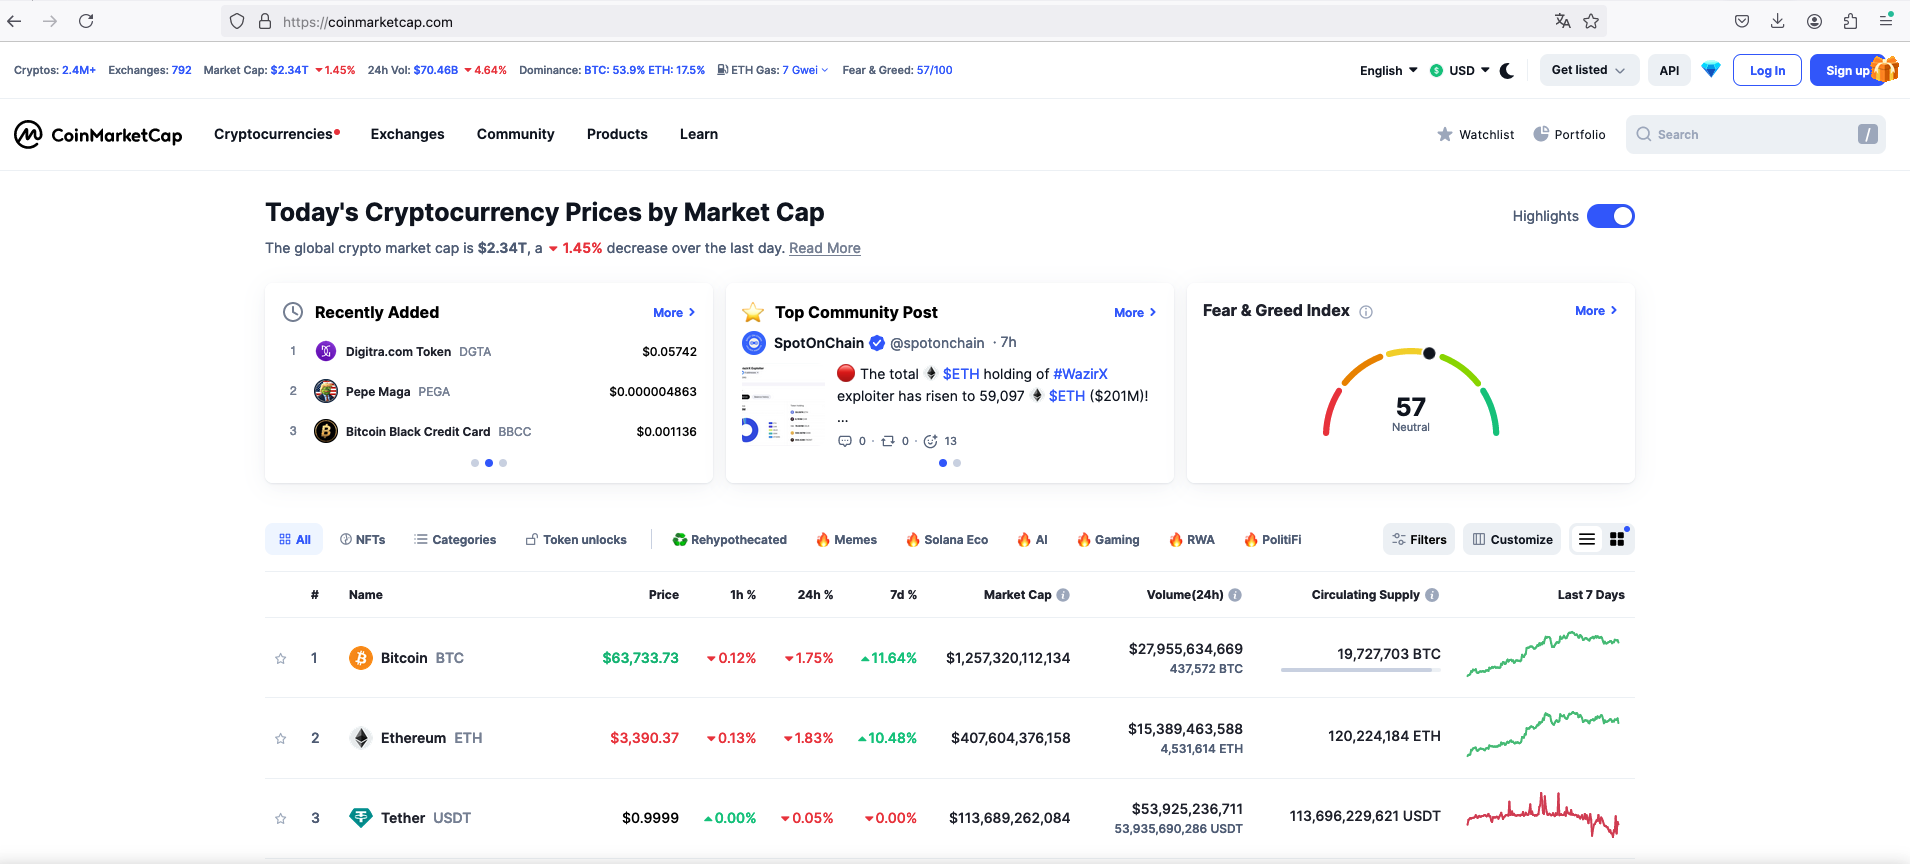 https://coinmarketcap.com
Cryptos: 2.4M+ Exchanges: 792 Market Cap: $2.34T 1.45% 24h Vol: $70.46B 4.64% Dominance: BTC: 53.9% ETH: 17.5% ETH Gas: 7 Gwei Fear & Greed: 57/100
English USD Get listed API Log In Sign up
CoinMarketCap Cryptocurrencies Exchanges Community Products Learn Watchlist Portfolio Search /
Today's Cryptocurrency Prices by Market Cap
Highlights
The global crypto market cap is $2.34T, a 1.45% decrease over the last day. Read More
Recently Added More
1 Digitra.com Token DGTA $0.05742
2 Pepe Maga PEGA $0.000004863
3 Bitcoin Black Credit Card BBCC $0.001136
Top Community Post More
SpotOnChain @spotonchain · 7h
The total $ETH holding of #WazirX
exploiter has risen to 59,097 $ETH ($201M)!
...
0 · 0 · 13
Fear & Greed Index More
57
Neutral
All NFTs Categories Token unlocks Rehypothecated Memes Solana Eco AI Gaming RWA PolitiFi Filters Customize
# Name Price 1h % 24h % 7d % Market Cap Volume(24h) Circulating Supply Last 7 Days
1 Bitcoin BTC $63,733.73 0.12% 1.75% 11.64% $1,257,320,112,134 $27,955,634,669 19,727,703 BTC
437,572 BTC
2 Ethereum ETH $3,390.37 0.13% 1.83% 10.48% $407,604,376,158 $15,389,463,588 120,224,184 ETH
4,531,614 ETH
3 Tether USDT $0.9999 0.00% 0.05% 0.00% $113,689,262,084 $53,925,236,711 113,696,229,621 USDT
53,935,690,286 USDT